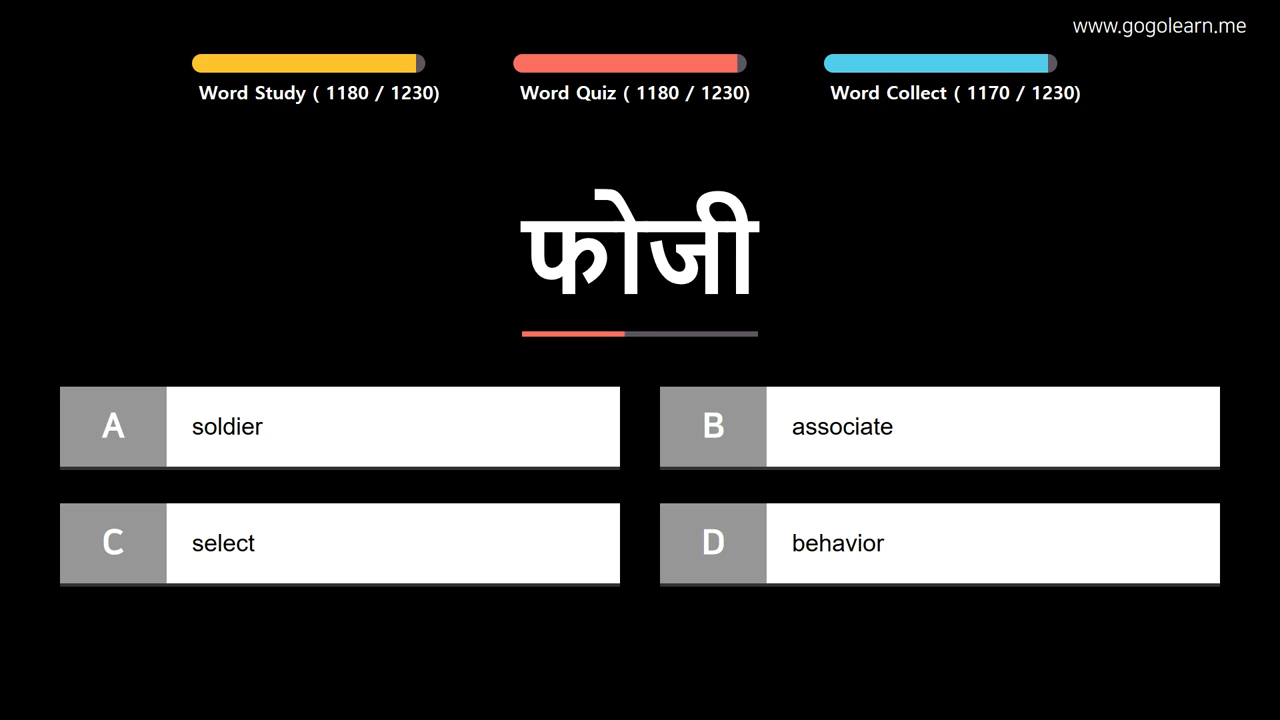 www.gogolearn.me
Word Study ( 1180 / 1230)
Word Quiz ( 1180 / 1230)
Word Collect ( 1170 / 1230)
फोजी
A soldier
B associate
C select
D behavior